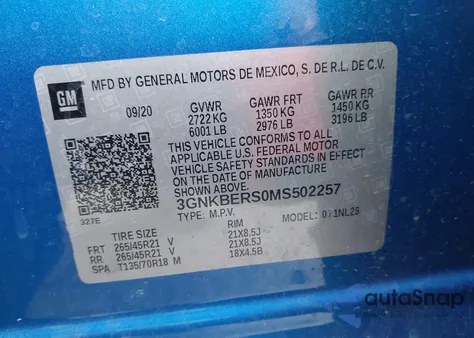 GM
MFD BY GENERAL MOTORS DE MEXICO, S. DE R.L. DE C.V.
09/20 GVWR GAWR FRT GAWR RR
2722 KG 1350 KG 1450 KG
6001 LB 2976 LB 3196 LB
THIS VEHICLE CONFORMS TO ALL
APPLICABLE U.S. FEDERAL MOTOR
VEHICLE SAFETY STANDARDS IN EFFECT
ON THE DATE OF MANUFACTURE
SHOWN ABOVE.
3GNKBERS0MS502257
327E
TYPE: M.P.V. MODEL: 071NL26
TIRE SIZE RIM
FRT 265/45R21 V 21X8.5J
RR 265/45R21 V 21X8.5J
SPA T135/70R18 M 18X4.5B
autoSnap